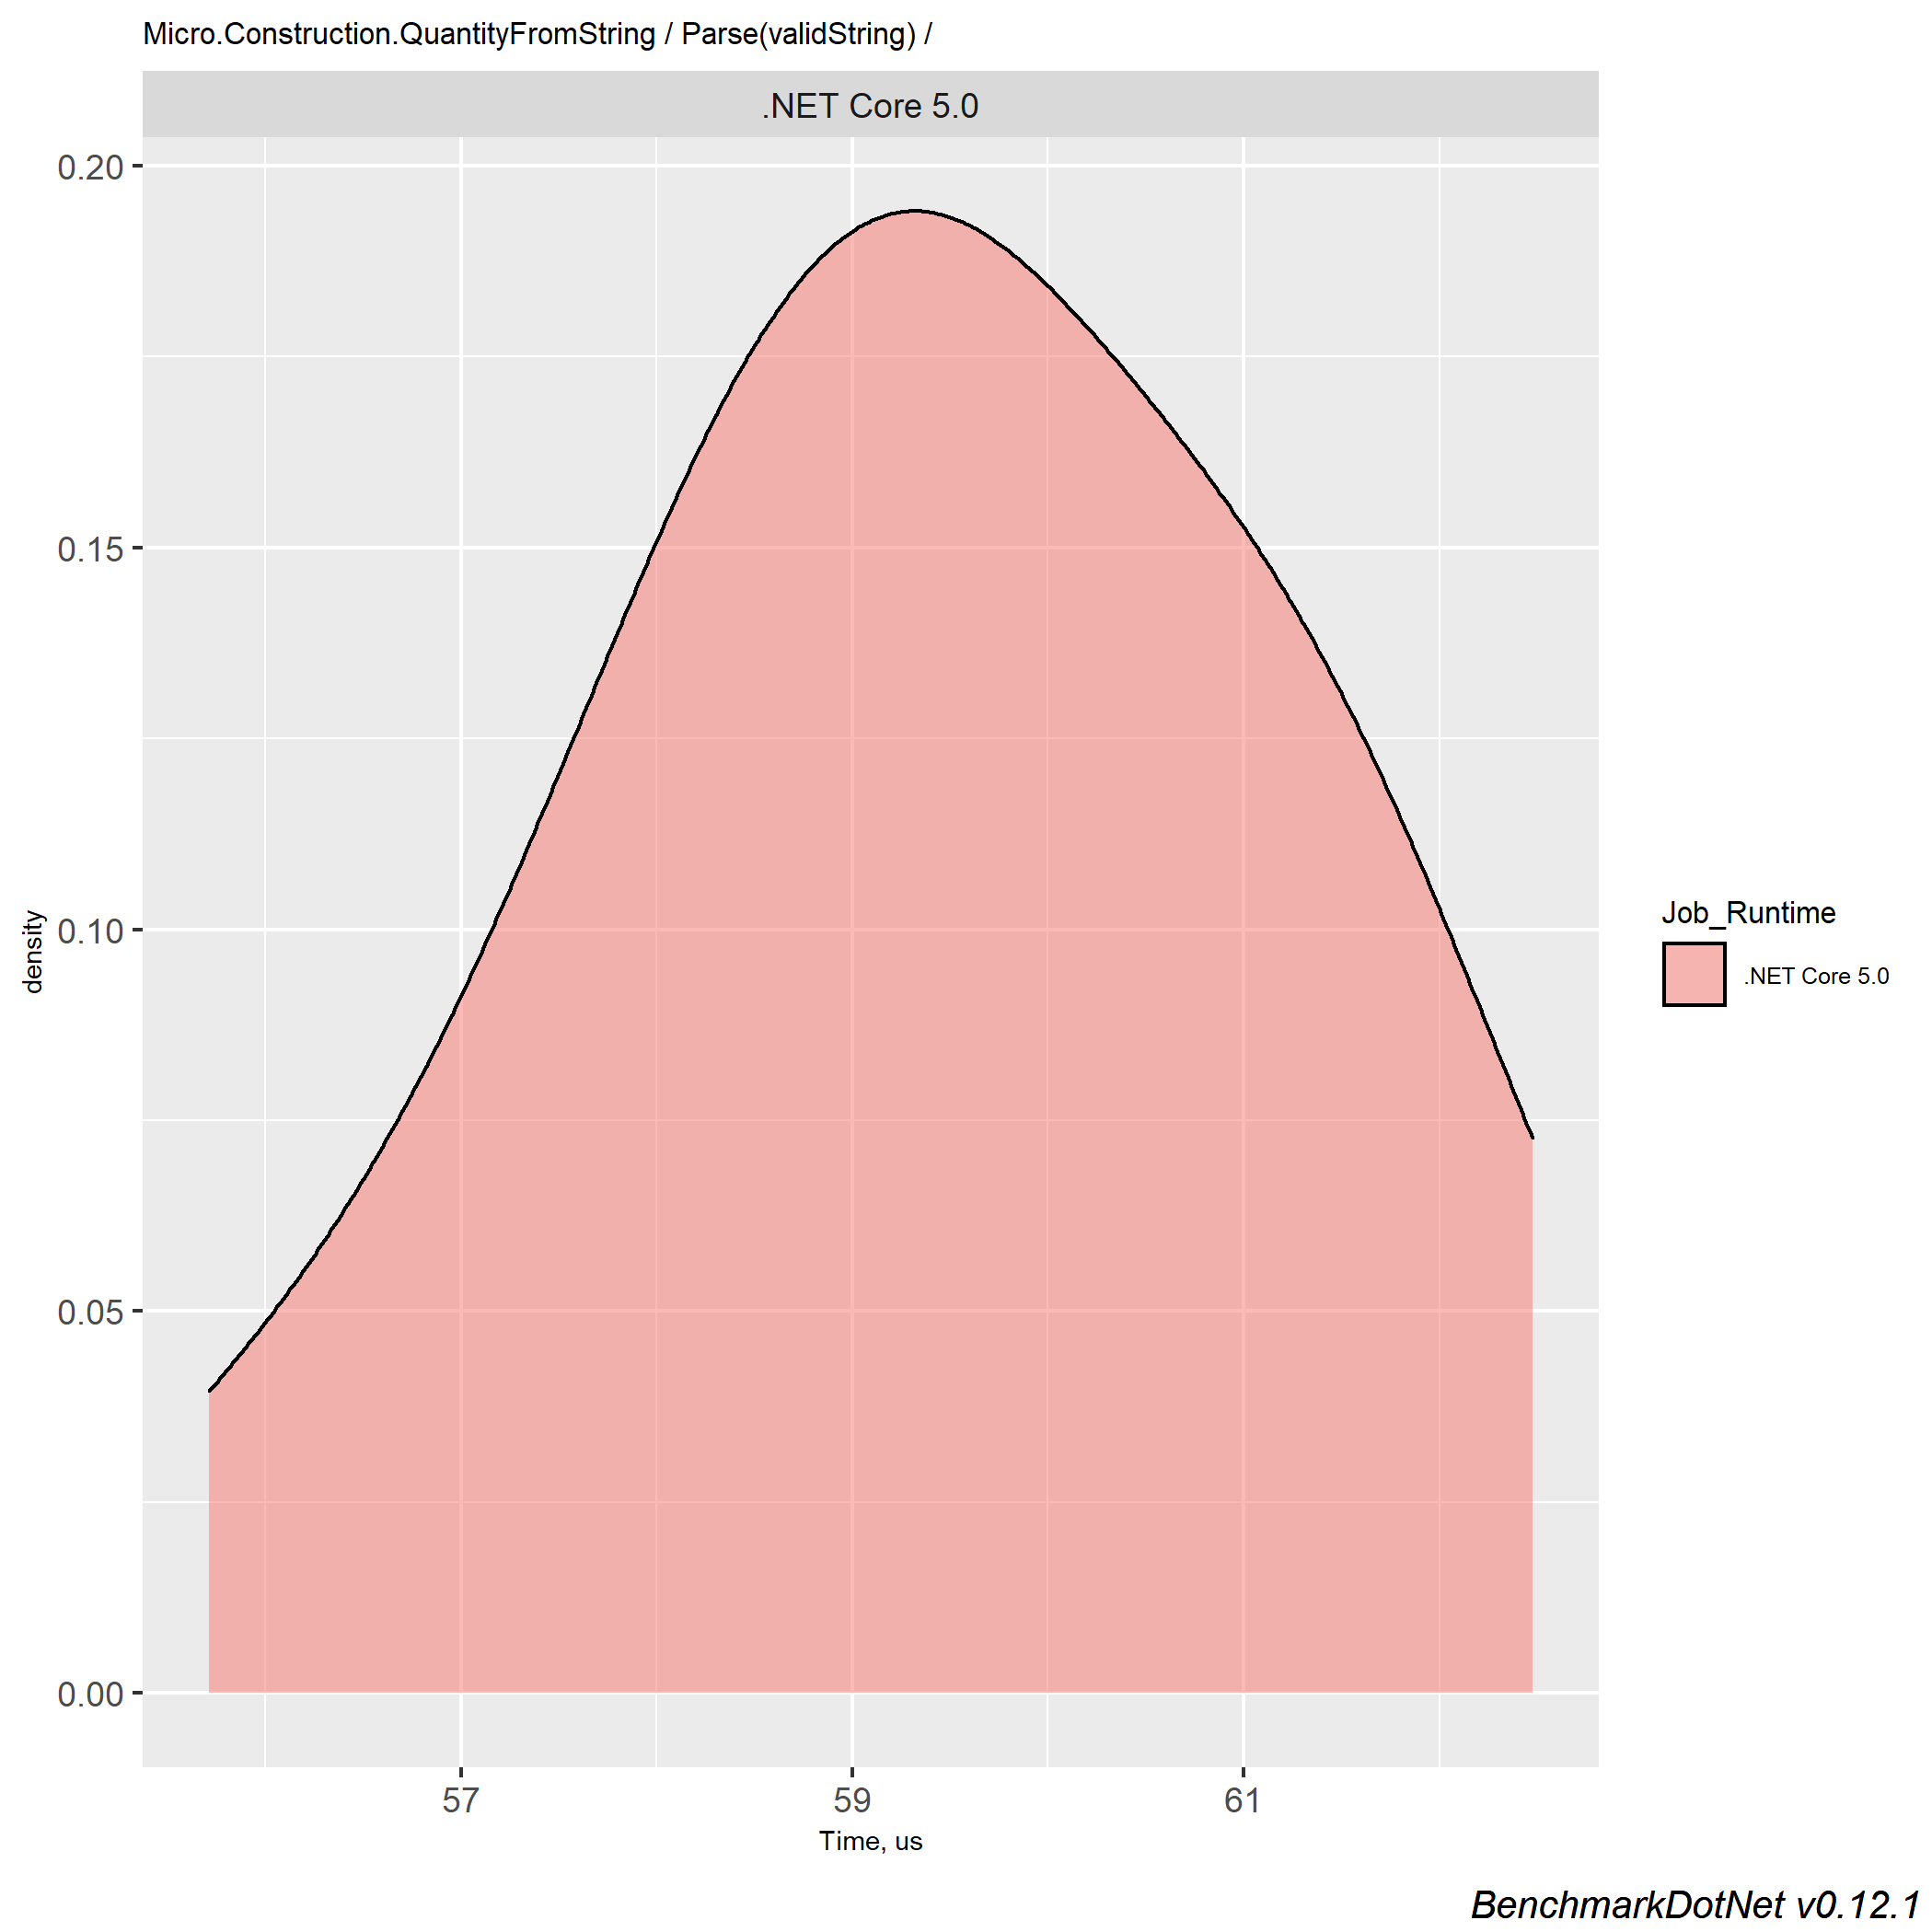 Micro.Construction.QuantityFromString / Parse(validString) /
.NET Core 5.0
0.20
0.15
0.10
0.05
0.00
density
57 59 61
Time, us
Job_Runtime
.NET Core 5.0
BenchmarkDotNet v0.12.1